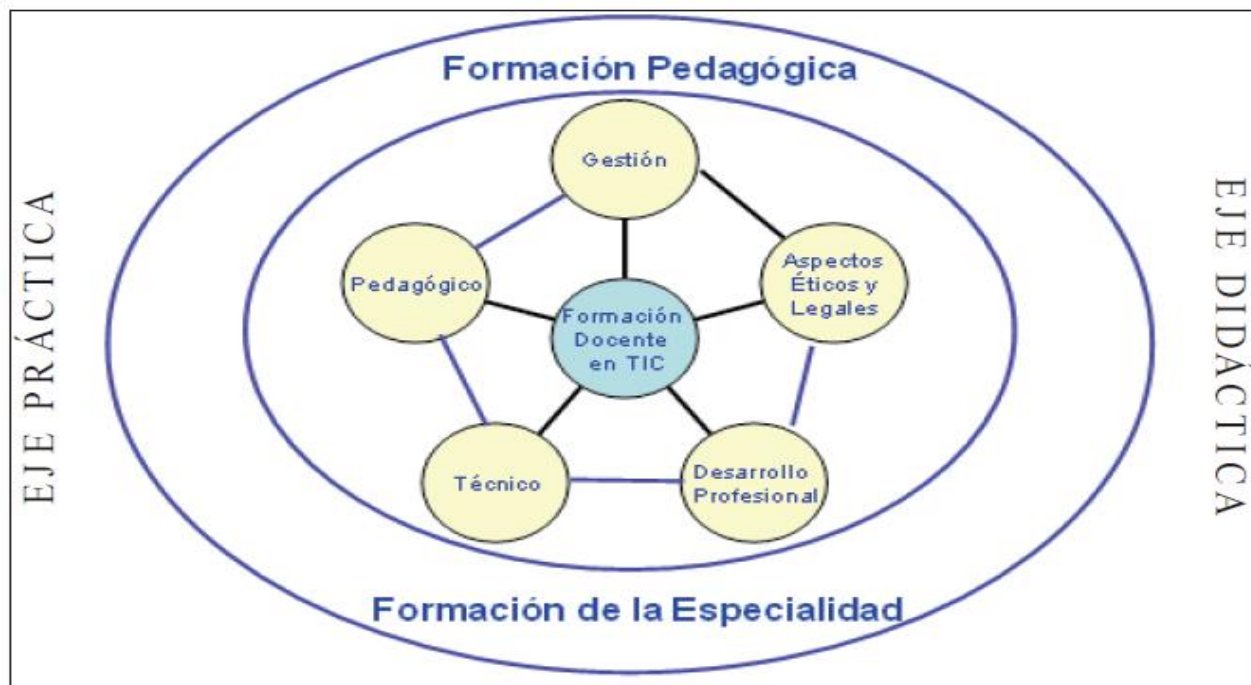 Formación Pedagógica
Gestión
EJE PRÁCTICA
Pedagógico
Formación
Docente
en TIC
Aspectos
Éticos y
Legales
EJE DIDÁCTICA
Técnico
Desarrollo
Profesional
Formación de la Especialidad